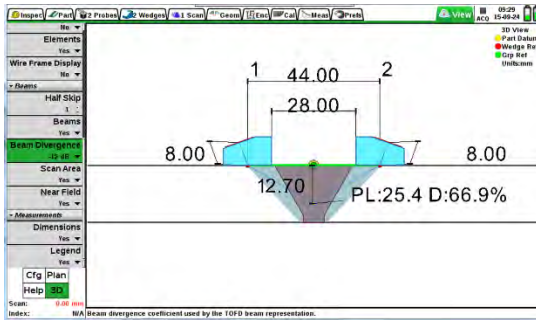 Inspect Part 2 Probes 2 Wedges 1 Scan Geom Enc Cal Meas Prefs View ACQ 09:29
15-09-24
No
Elements
Yes
Wire Frame Display
No
Beams
Half Skip
1
Beams
Yes
Beam Divergence
Scan Area
Yes
Near Field
Yes
Measurements
Dimensions
Yes
Legend
Yes
Cfg Plan
Help 3D
Scan: 0.00 mm
Index: N/A
3D View
Part Datum
Wedge Ref
Grp Ref
Units:mm
1 44.00 2
28.00
8.00 8.00
12.70
PL:25.4 D:66.9%
Beam divergence coefficient used by the TOFD beam representation.